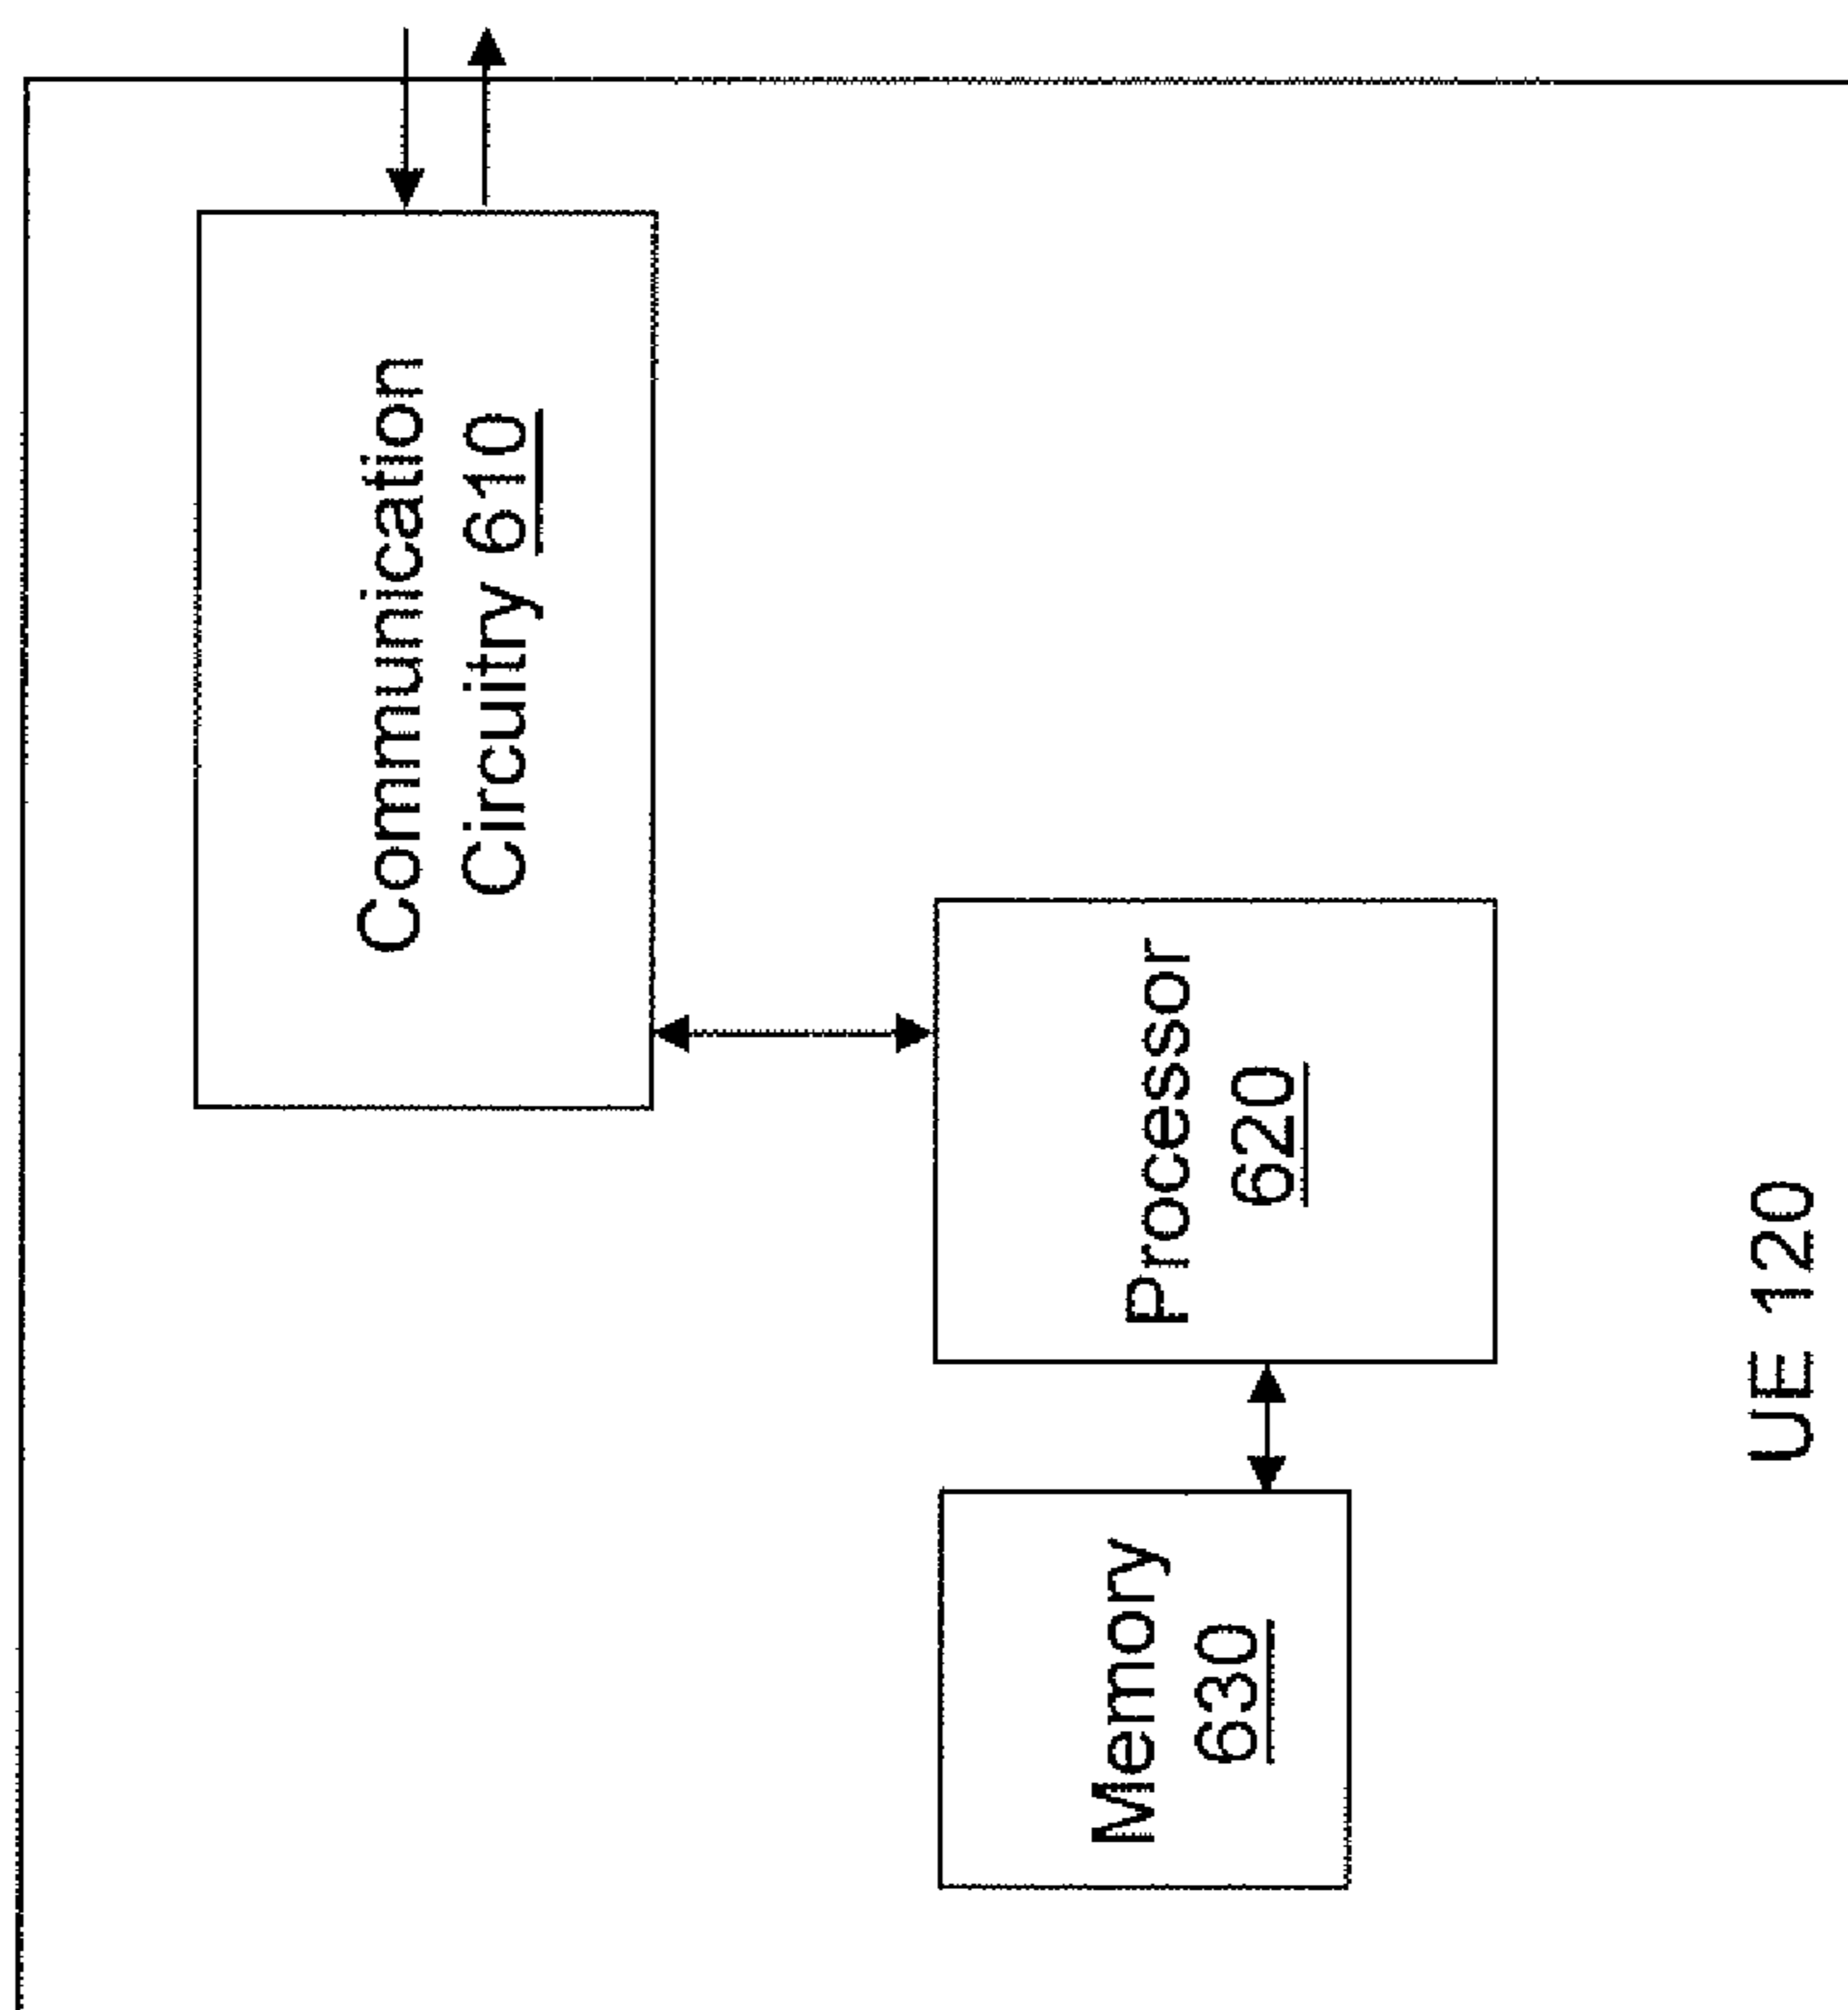 Communication
Circuitry 610
Processor
620
Memory
630
UE 120